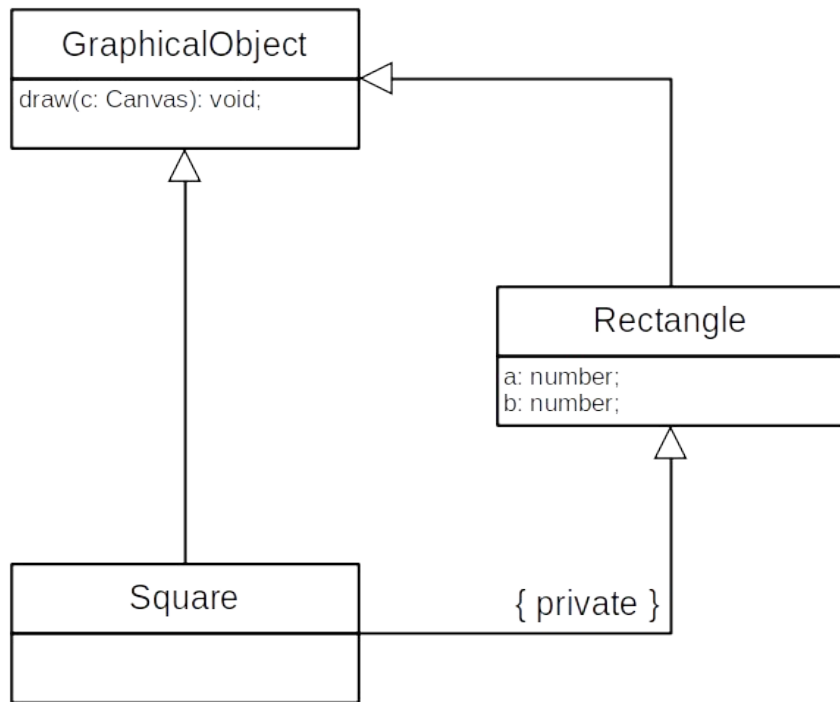 GraphicalObject
draw(c: Canvas): void;
Rectangle
a: number;
b: number;
Square
{ private }